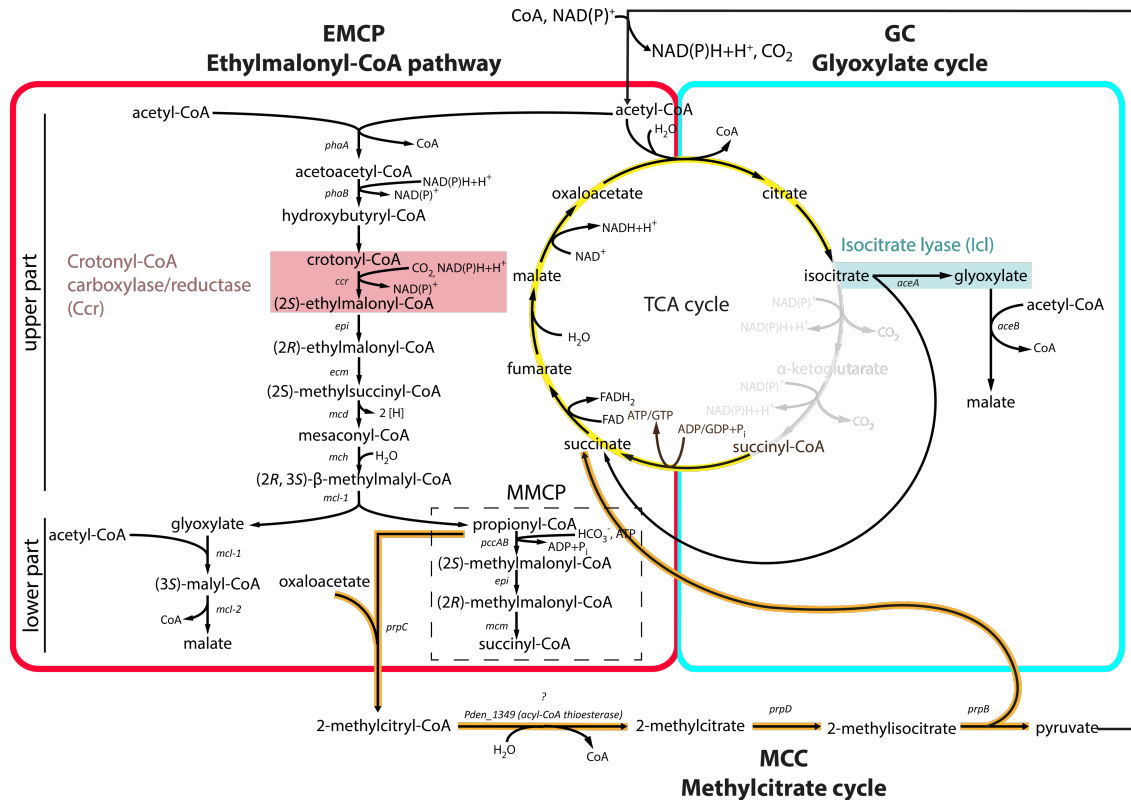 CoA, NAD(P)+
NAD(P)H+H+, CO2
EMCP
Ethylmalonyl-CoA pathway
GC
Glyoxylate cycle
upper part
acetyl-CoA
acetyl-CoA
H2O
CoA
phaA
CoA
acetoacetyl-CoA
phaB
NAD(P)H+H+
NAD(P)+
hydroxybutyryl-CoA
Crotonyl-CoA
carboxylase/reductase
(Ccr)
crotonyl-CoA
ccr
CO2, NAD(P)H+H+
NAD(P)+
(2S)-ethylmalonyl-CoA
epi
(2R)-ethylmalonyl-CoA
ecm
(2S)-methylsuccinyl-CoA
mcd
2 [H]
mesaconyl-CoA
mch
H2O
(2R, 3S)-β-methylmalyl-CoA
mcl-1
oxaloacetate
citrate
NADH+H+
NAD+
malate
H2O
fumarate
FADH2
FAD
succinate
ATP/GTP
ADP/GDP+Pi
succinyl-CoA
TCA cycle
Isocitrate lyase (Icl)
isocitrate
aceA
glyoxylate
NAD(P)+
NAD(P)H+H+
CO2
α-ketoglutarate
NAD(P)+
NAD(P)H+H+
CO2
acetyl-CoA
aceB
CoA
malate
lower part
acetyl-CoA
glyoxylate
mcl-1
(3S)-malyl-CoA
CoA
mcl-2
malate
MMCP
propionyl-CoA
pccAB
HCO3-, ATP
ADP+Pi
(2S)-methylmalonyl-CoA
epi
(2R)-methylmalonyl-CoA
mcm
succinyl-CoA
oxaloacetate
prpC
2-methylcitryl-CoA
?
Pden_1349 (acyl-CoA thioesterase)
H2O
CoA
2-methylcitrate
prpD
2-methylisocitrate
prpB
pyruvate
MCC
Methylcitrate cycle